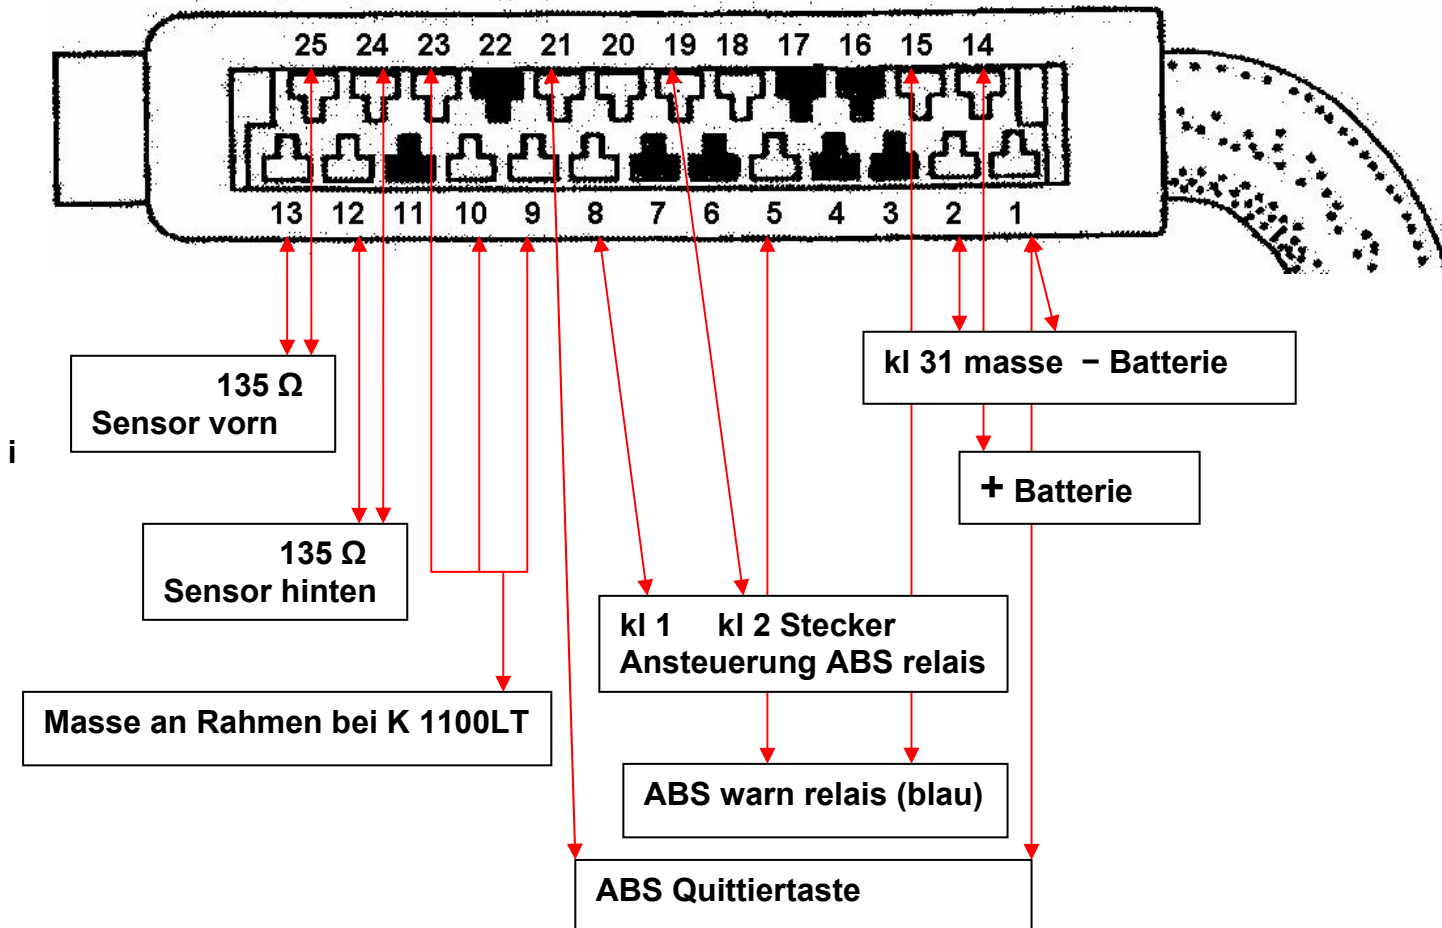 25 24 23 22 21 20 19 18 17 16 15 14
13 12 11 10 9 8 7 6 5 4 3 2 1
kl 31 masse − Batterie
135 Ω
Sensor vorn
i
+ Batterie
135 Ω
Sensor hinten
kl 1 kl 2 Stecker
Ansteuerung ABS relais
Masse an Rahmen bei K 1100LT
ABS warn relais (blau)
ABS Quittiertaste